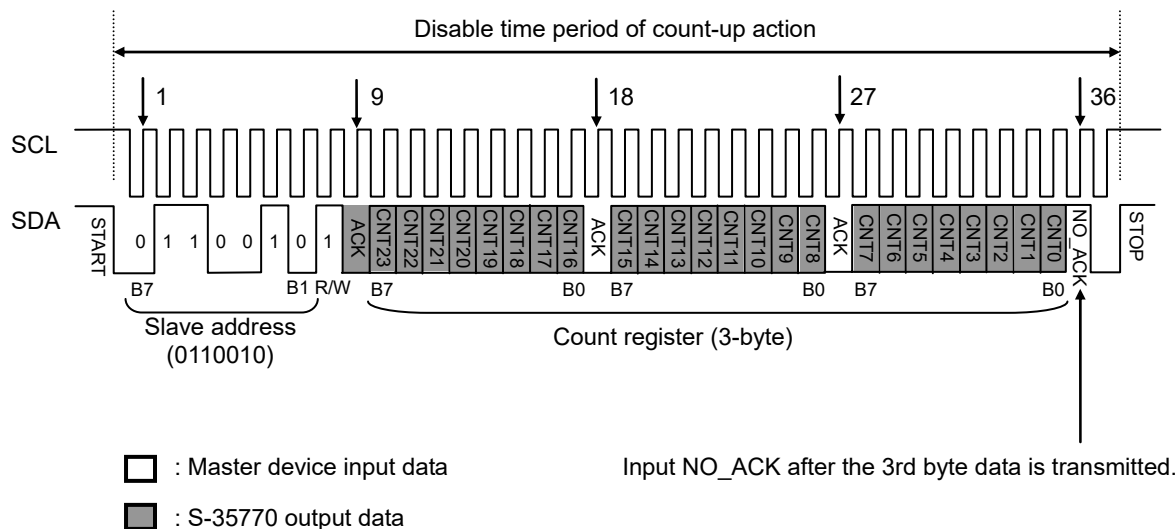 Disable time period of count-up action
1 9 18 27 36
SCL
SDA
START 0 1 1 0 0 1 0 1 ACK CNT23 CNT22 CNT21 CNT20 CNT19 CNT18 CNT17 CNT16 ACK CNT15 CNT14 CNT13 CNT12 CNT11 CNT10 CNT9 CNT8 ACK CNT7 CNT6 CNT5 CNT4 CNT3 CNT2 CNT1 CNT0 NO_ACK STOP
B7 B1 R/W B7 B0 B7 B0 B7 B0
Slave address
(0110010)
Count register (3-byte)
: Master device input data
Input NO_ACK after the 3rd byte data is transmitted.
: S-35770 output data